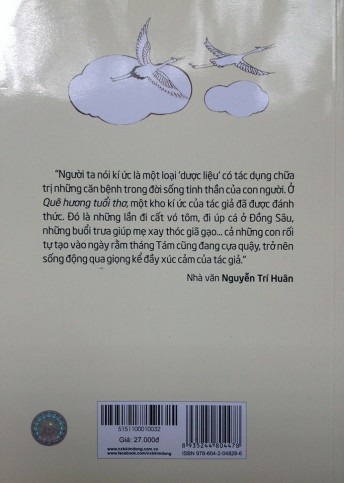 “Người ta nói kí ức là một loại ‘dược liệu’ có tác dụng chữa
trị những căn bệnh trong đời sống tinh thần của con người. Ở
Quê hương tuổi thơ, một kho kí ức của tác giả đã được đánh
thức. Đó là những lần đi cất vó tôm, đi úp cá ở Đồng Sâu,
những buổi trưa giúp mẹ xay thóc giã gạo... cả những con rối
tự tạo vào ngày rằm tháng Tám cũng đang cựa quậy, trở nên
sống động qua giọng kể đầy xúc cảm của tác giả.”
Nhà văn Nguyễn Trí Huân
5151100010032
Giá: 27.000đ
www.nxbkimdong.com.vn
www.facebook.com/nxbkimdong
8 935244 804478
ISBN 978-604-2-04828-6